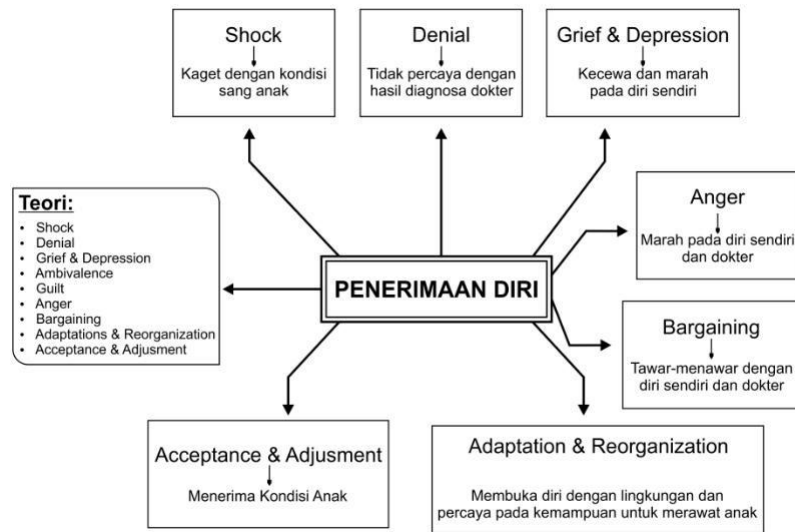 Shock
Kaget dengan kondisi
sang anak
Denial
Tidak percaya dengan
hasil diagnosa dokter
Grief & Depression
Kecewa dan marah
pada diri sendiri
Teori:
• Shock
• Denial
• Grief & Depression
• Ambivalence
• Guilt
• Anger
• Bargaining
• Adaptations & Reorganization
• Acceptance & Adjusment
PENERIMAAN DIRI
Anger
Marah pada diri sendiri
dan dokter
Bargaining
Tawar-menawar dengan
diri sendiri dan dokter
Acceptance & Adjusment
Menerima Kondisi Anak
Adaptation & Reorganization
Membuka diri dengan lingkungan dan
percaya pada kemampuan untuk merawat anak